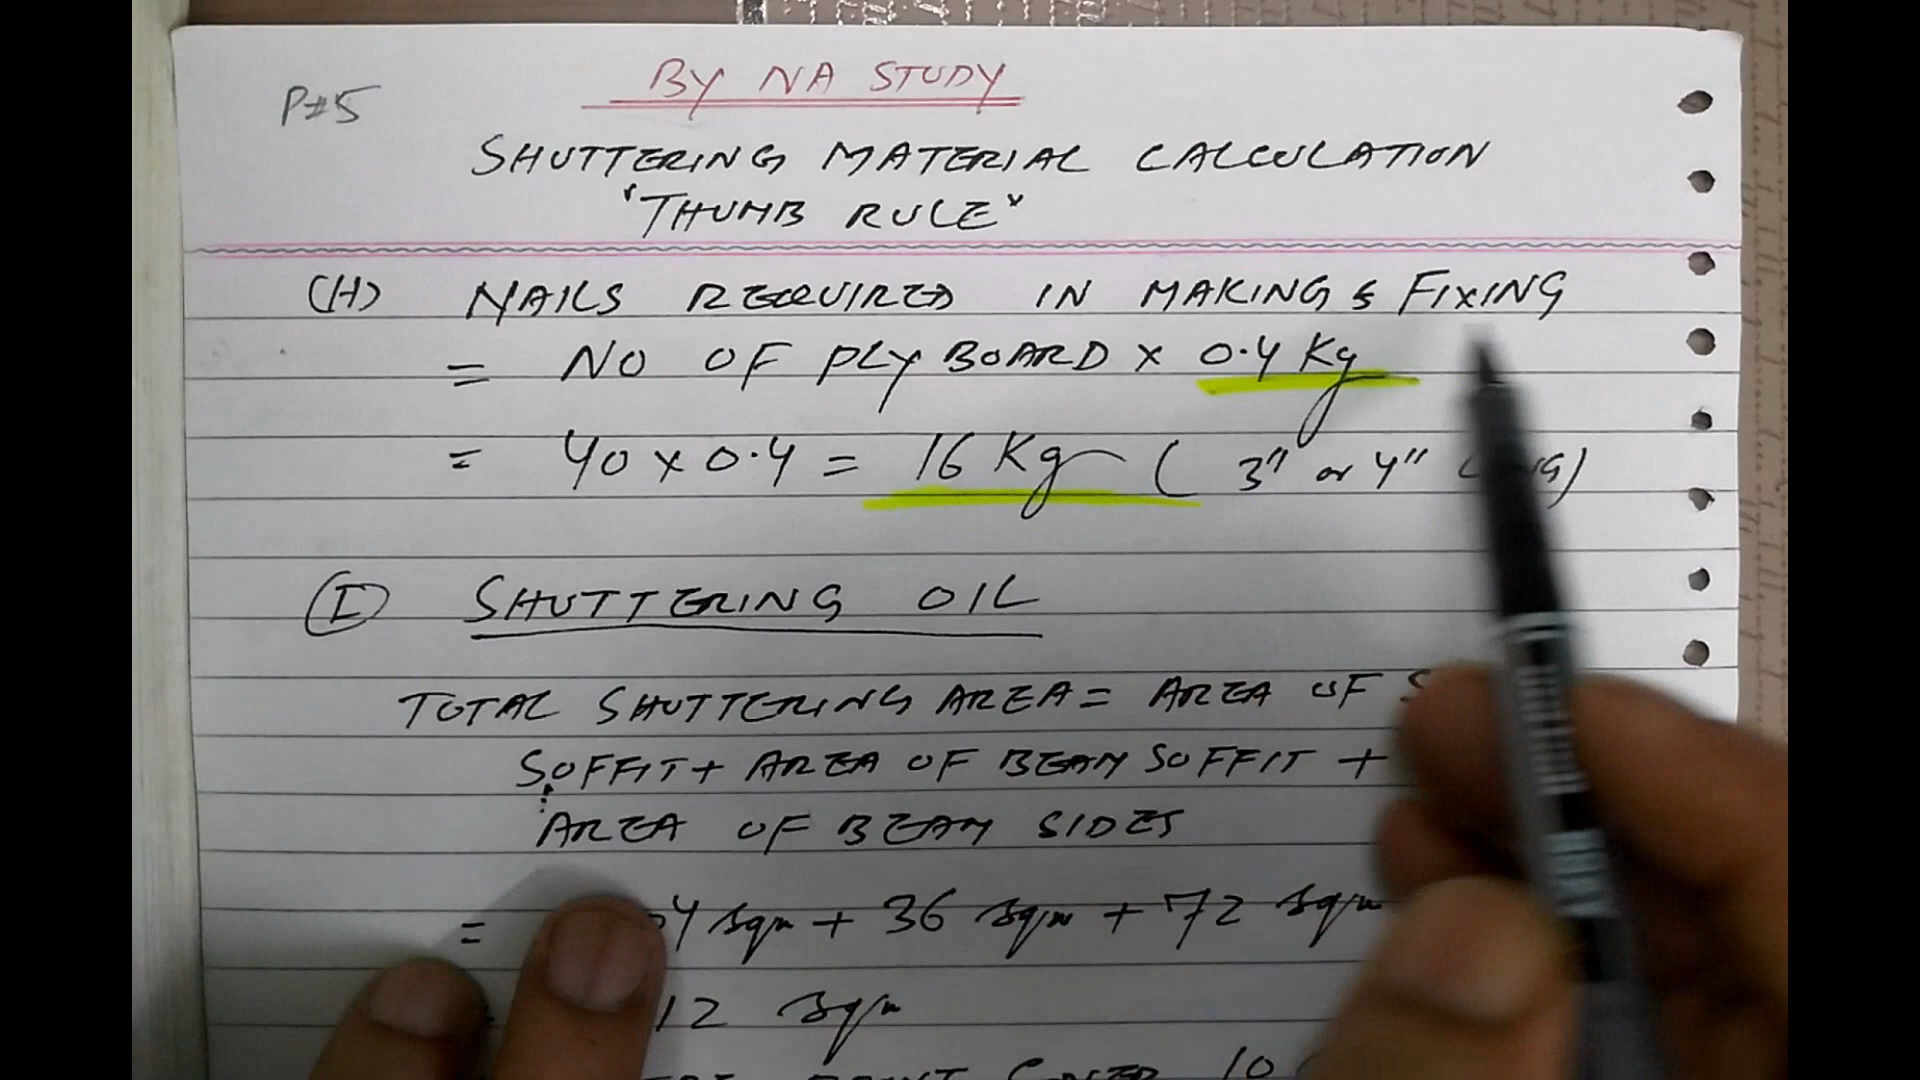 P#5
BY NA STUDY
SHUTTERING MATERIAL CALCULATION
"THUMB RULE"
(H) NAILS REQUIRED IN MAKING & FIXING
= NO OF PLY BOARD × 0.4 Kg
= 40 × 0.4 = 16 Kg ( 3" or 4" )
(I) SHUTTERING OIL
TOTAL SHUTTERING AREA = AREA OF
SOFFIT + AREA OF BEAM SOFFIT +
AREA OF BEAM SIDES
= 4 sqm + 36 sqm + 72 sqm
= 12 sqm